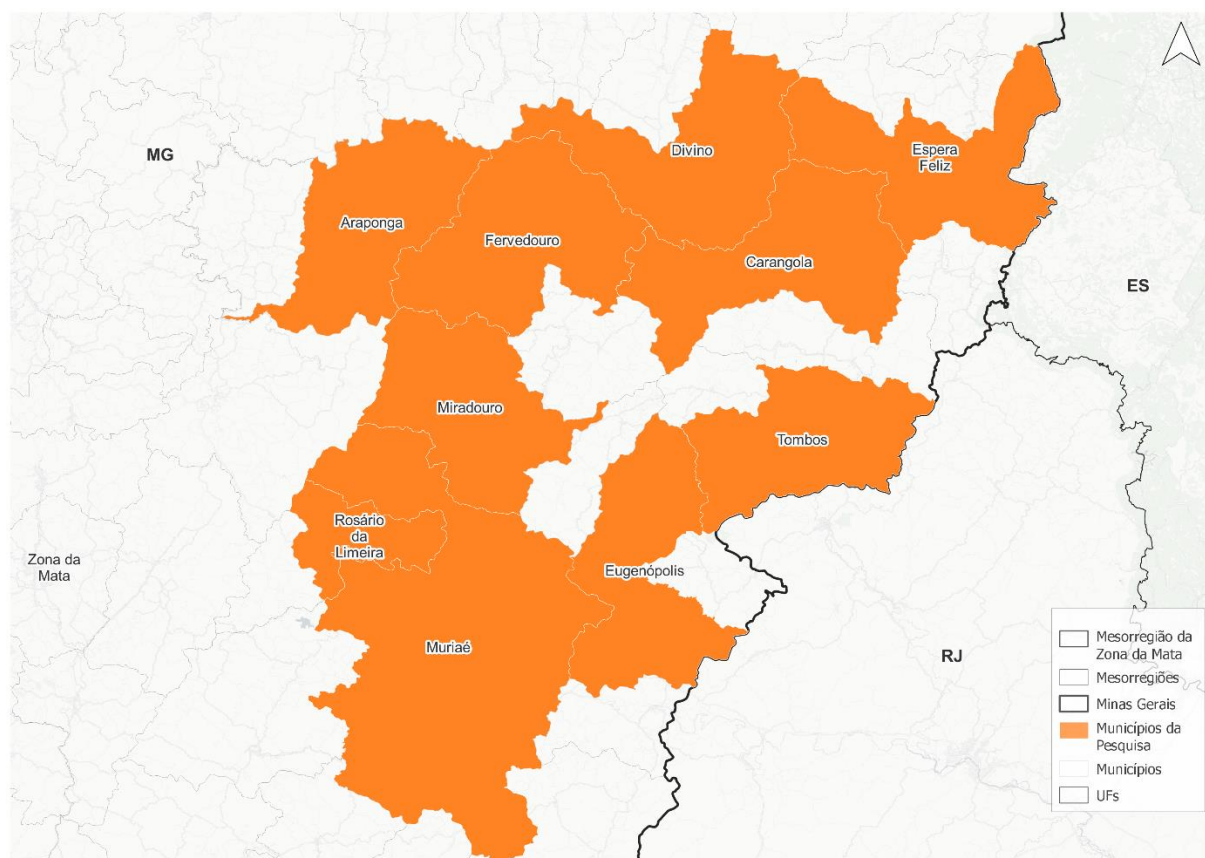 Divino
MG
Espera
Feliz
Araponga
Fervedouro
Carangola
ES
Miradouro
Tombos
Rosário
da
Limeira
Zona da
Mata
Eugenópolis
Muriaé
RJ
Mesorregião da
Zona da Mata
Mesorregiões
Minas Gerais
Municípios da
Pesquisa
Municípios
UFs